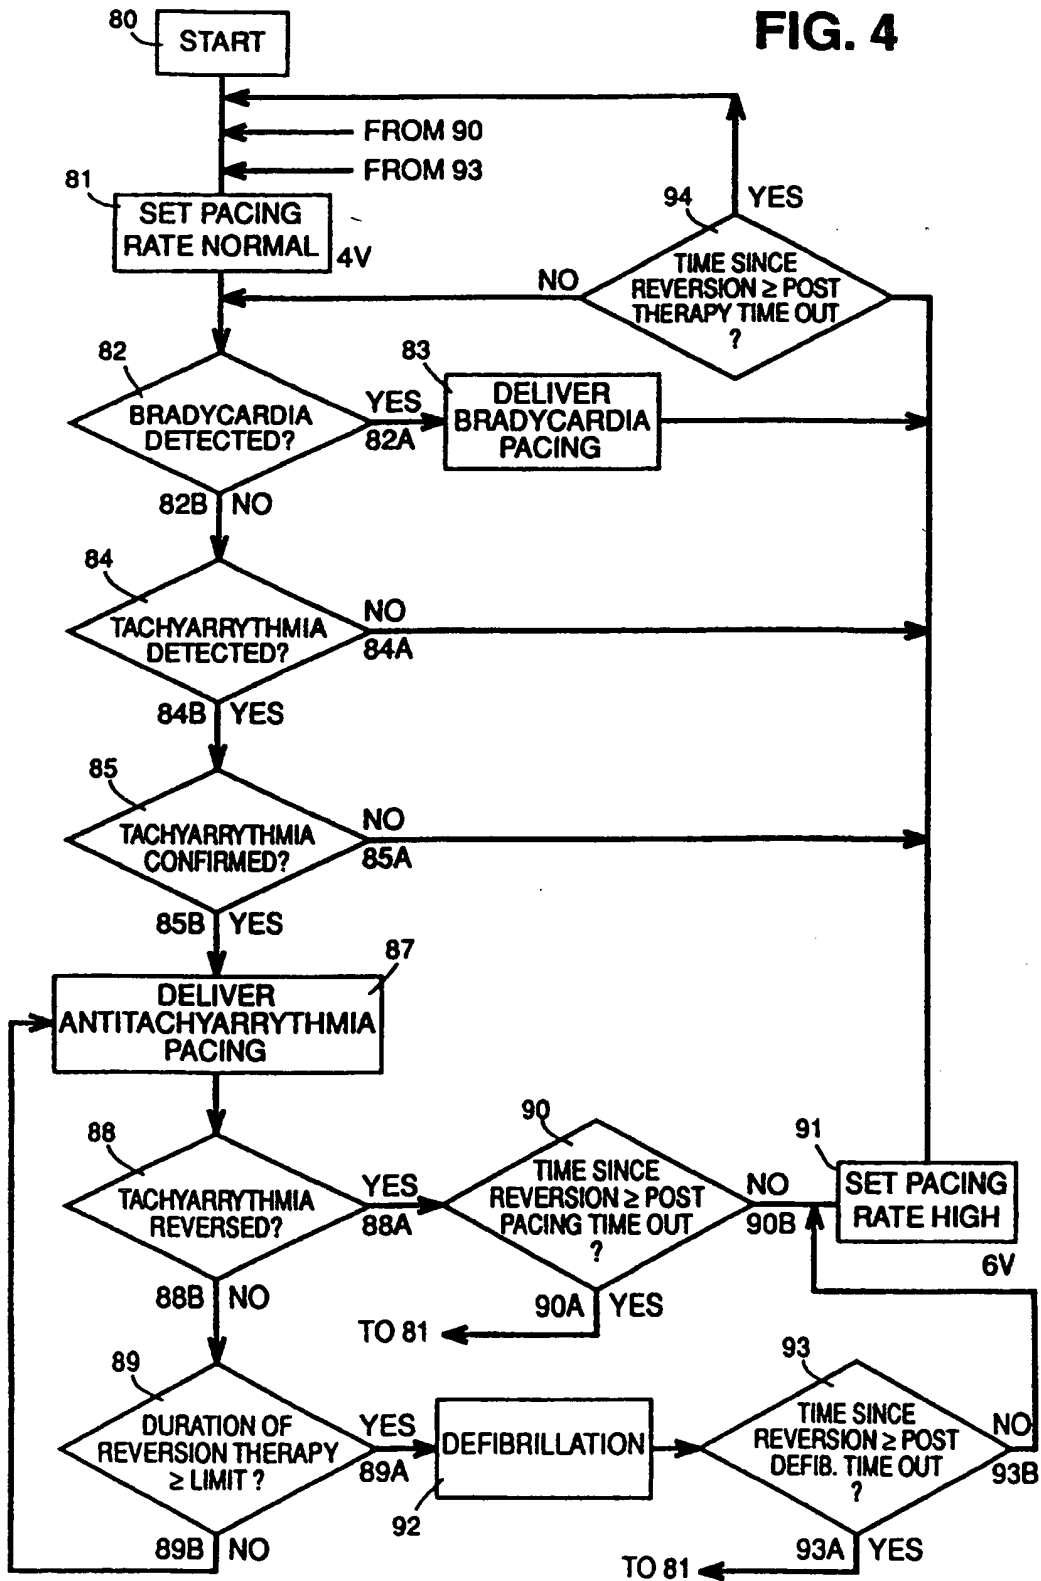 FIG. 4
80
START
FROM 90
FROM 93
81
SET PACING
RATE NORMAL
4V
94
YES
TIME SINCE
REVERSION ≥ POST
THERAPY TIME OUT
?
NO
82
BRADYCARDIA
DETECTED?
YES
82A
83
DELIVER
BRADYCARDIA
PACING
82B NO
84
TACHYARRYTHMIA
DETECTED?
NO
84A
84B YES
85
TACHYARRYTHMIA
CONFIRMED?
NO
85A
85B YES
87
DELIVER
ANTITACHYARRYTHMIA
PACING
88
TACHYARRYTHMIA
REVERSED?
YES
88A
90
TIME SINCE
REVERSION ≥ POST
PACING TIME OUT
?
NO
90B
91
SET PACING
RATE HIGH
6V
88B NO
90A YES
TO 81
89
DURATION OF
REVERSION THERAPY
≥ LIMIT ?
YES
89A
DEFIBRILLATION
92
93
TIME SINCE
REVERSION ≥ POST
DEFIB. TIME OUT
?
NO
93B
89B NO
93A YES
TO 81